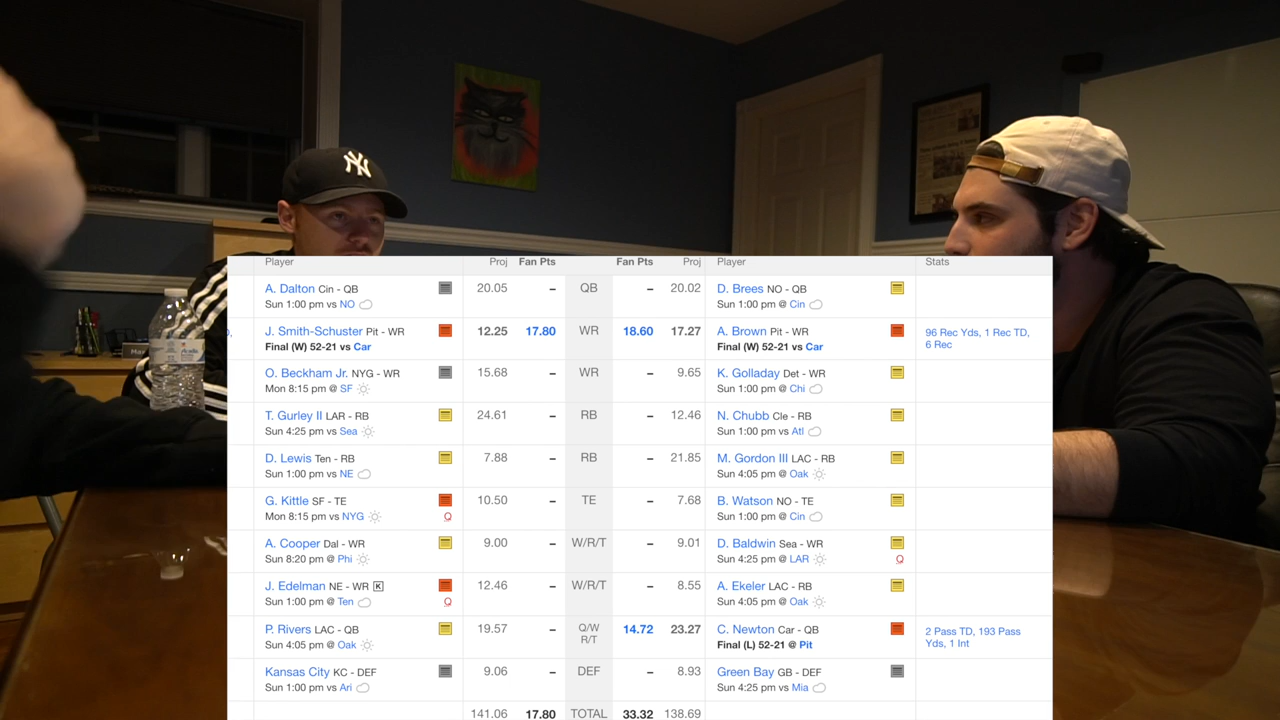 NY
Player Proj Fan Pts Fan Pts Proj Player Stats
A. Dalton Cin - QB 20.05 – QB – 20.02 D. Brees NO - QB
Sun 1:00 pm vs NO Sun 1:00 pm @ Cin
J. Smith-Schuster Pit - WR 12.25 17.80 WR 18.60 17.27 A. Brown Pit - WR 96 Rec Yds, 1 Rec TD,
Final (W) 52-21 vs Car Final (W) 52-21 vs Car 6 Rec
O. Beckham Jr. NYG - WR 15.68 – WR – 9.65 K. Golladay Det - WR
Mon 8:15 pm @ SF Sun 1:00 pm @ Chi
T. Gurley II LAR - RB 24.61 – RB – 12.46 N. Chubb Cle - RB
Sun 4:25 pm vs Sea Sun 1:00 pm vs Atl
D. Lewis Ten - RB 7.88 – RB – 21.85 M. Gordon III LAC - RB
Sun 1:00 pm vs NE Sun 4:05 pm @ Oak
G. Kittle SF - TE 10.50 – TE – 7.68 B. Watson NO - TE
Mon 8:15 pm vs NYG Q Sun 1:00 pm @ Cin
A. Cooper Dal - WR 9.00 – W/R/T – 9.01 D. Baldwin Sea - WR
Sun 8:20 pm @ Phi Sun 4:25 pm @ LAR Q
J. Edelman NE - WR K 12.46 – W/R/T – 8.55 A. Ekeler LAC - RB
Sun 1:00 pm @ Ten Q Sun 4:05 pm @ Oak
P. Rivers LAC - QB 19.57 – Q/W R/T 14.72 23.27 C. Newton Car - QB 2 Pass TD, 193 Pass
Sun 4:05 pm @ Oak Final (L) 52-21 @ Pit Yds, 1 Int
Kansas City KC - DEF 9.06 – DEF – 8.93 Green Bay GB - DEF
Sun 1:00 pm vs Ari Sun 4:25 pm vs Mia
141.06 17.80 TOTAL 33.32 138.69